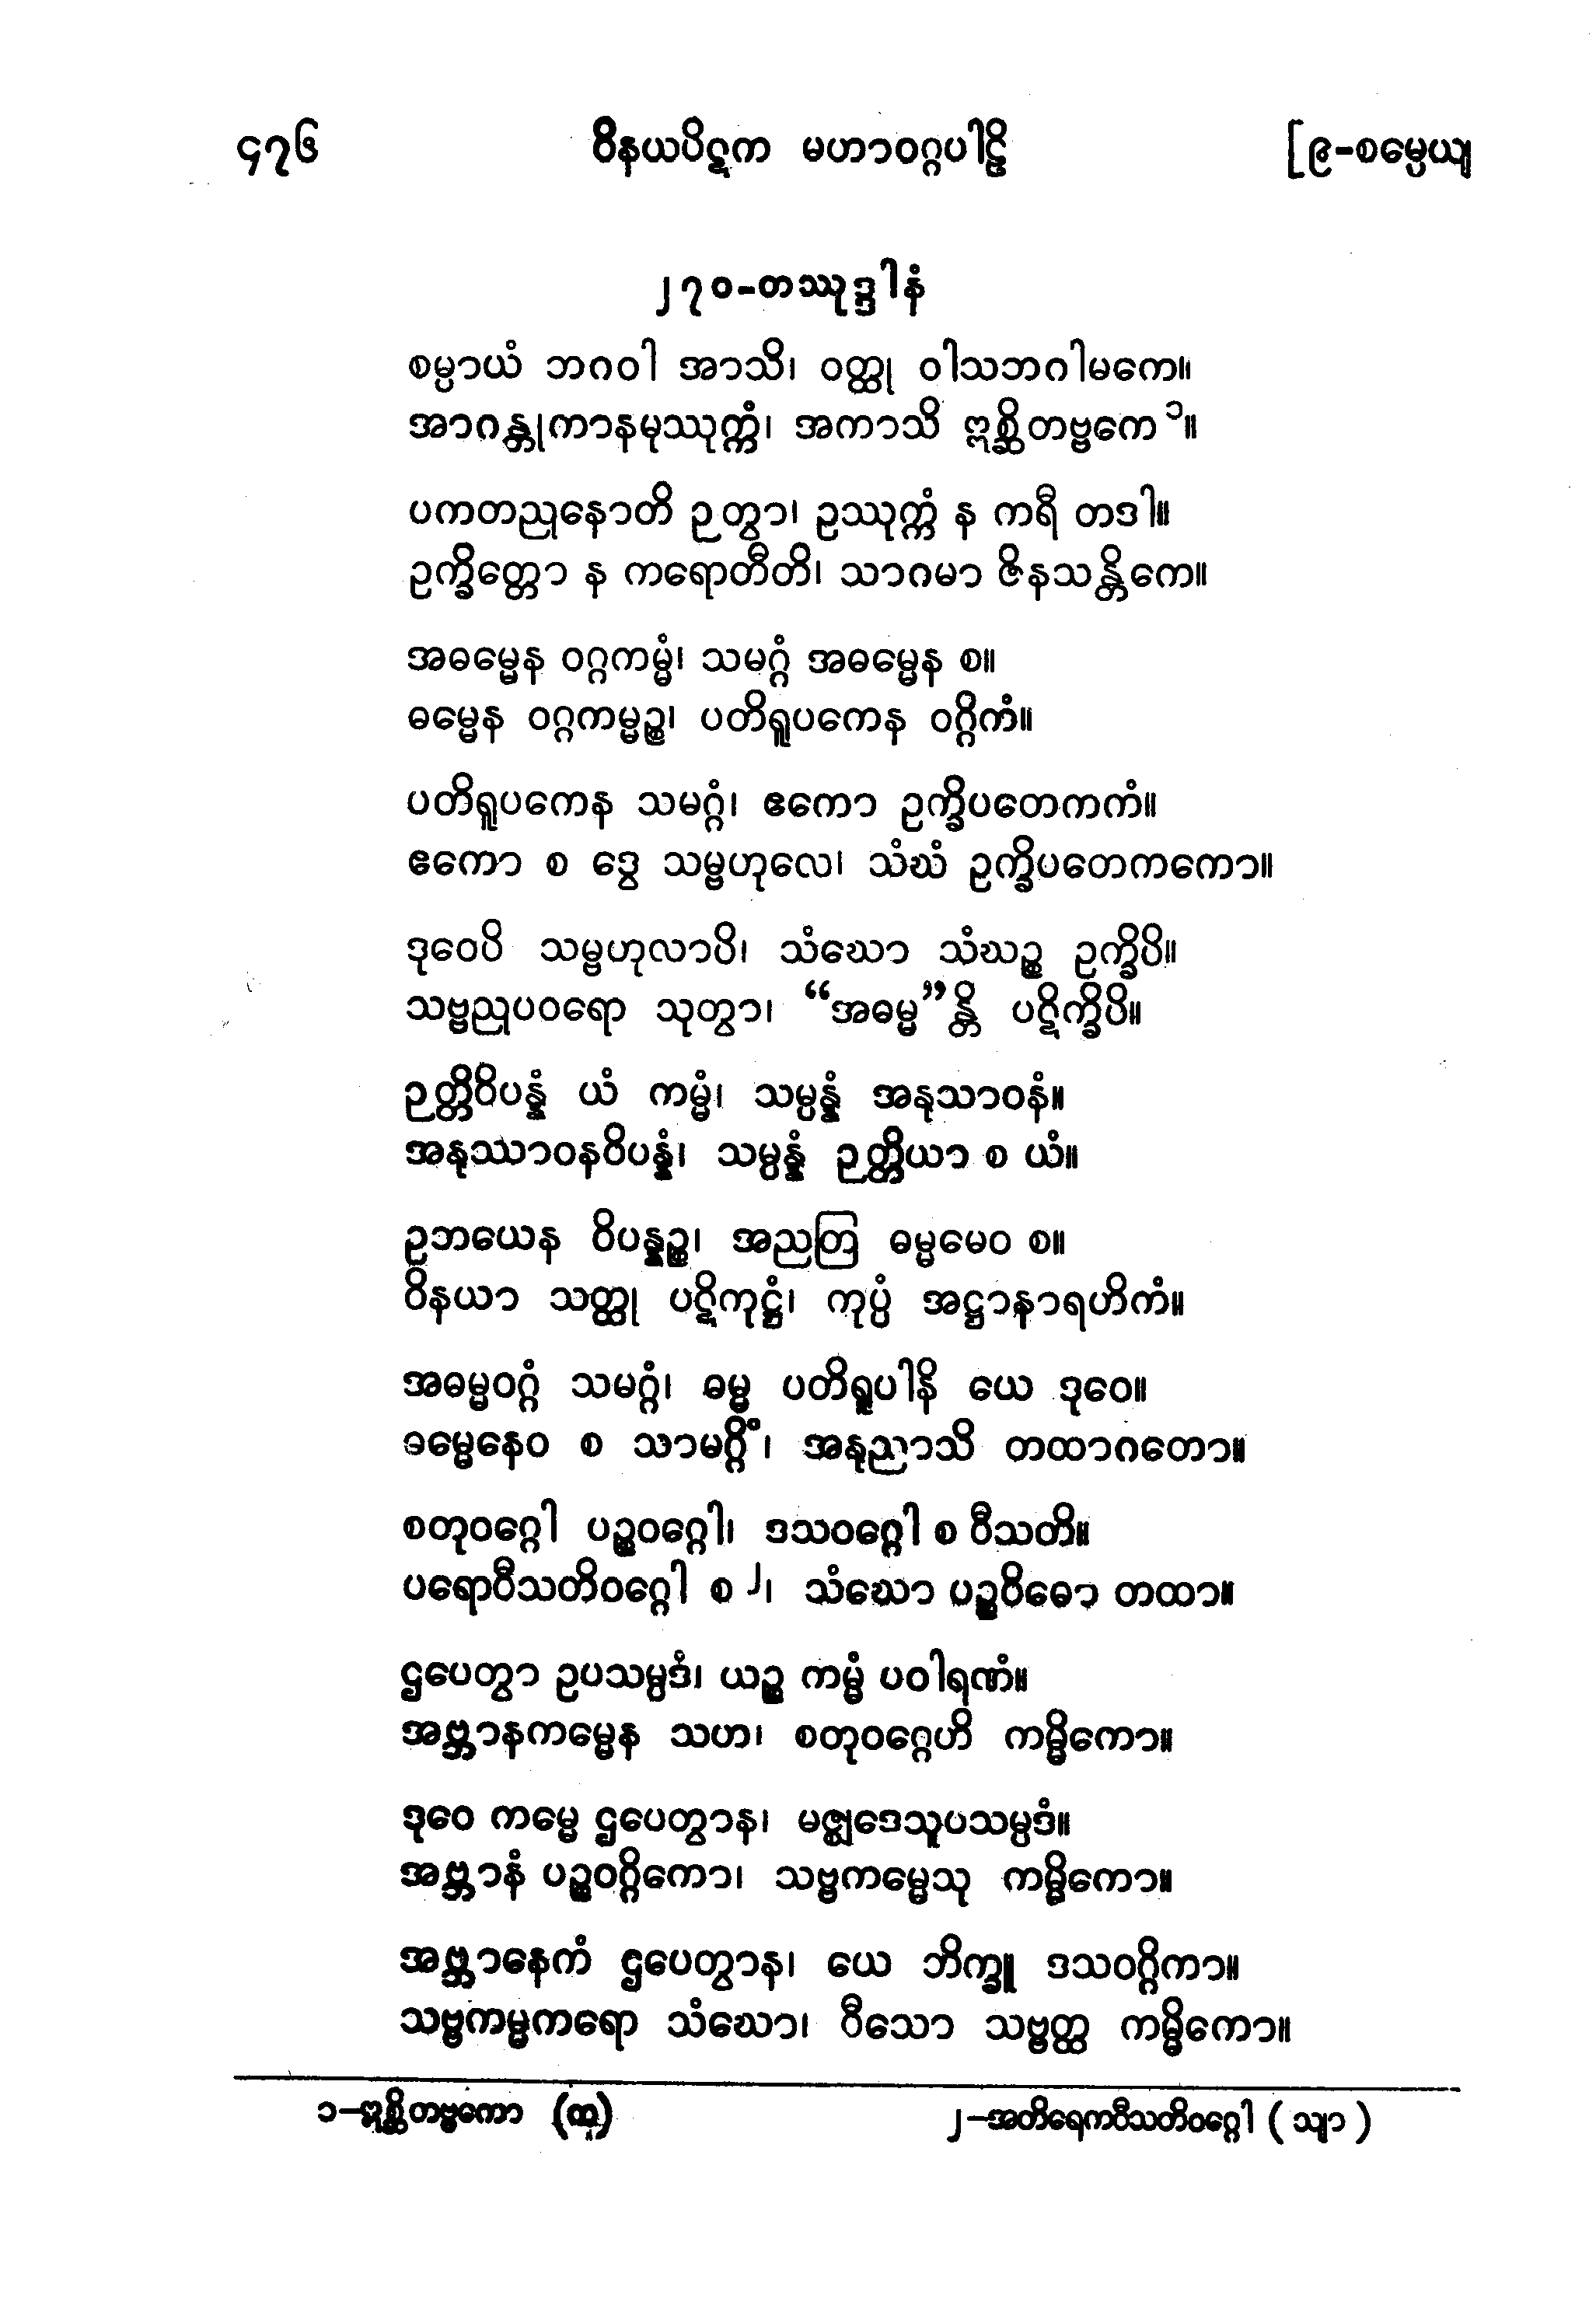 ၄၇၆ ဝိနယပိဋက မဟာဝဂ္ဂပါဠိ [၉-စမ္ပေယျ
၂၇၀-တဿုဒ္ဒါနံ
စမ္ပာယံ ဘဂဝါ အာသိ၊ ဝတ္ထု ဝါသဘဂါမကေ။
အာဂန္တုကာနမုဿုက္ကံ၊ အကာသိ ဣစ္ဆိတဗ္ဗကေ ၁။
ပကတညုနောတိ ဉတွာ၊ ဥဿုက္ကံ န ကရီ တဒါ။
ဥက္ခိတ္တော န ကရောတီတိ၊ သာဂမာ ဇိနသန္တိကေ။
အဓမ္မေန ဝဂ္ဂကမ္မံ၊ သမဂ္ဂံ အဓမ္မေန စ။
ဓမ္မေန ဝဂ္ဂကမ္မဉ္စ၊ ပတိရူပကေန ဝဂ္ဂိကံ။
ပတိရူပကေန သမဂ္ဂံ၊ ဧကော ဥက္ခိပတေကကံ။
ဧကော စ ဒွေ သမ္ဗဟုလေ၊ သံဃံ ဥက္ခိပတေကကော။
ဒုဝေပိ သမ္ဗဟုလာပိ၊ သံဃော သံဃဉ္စ ဥက္ခိပိ။
သဗ္ဗညုပဝရော သုတွာ၊ “အဓမ္မ”န္တိ ပဋိက္ခိပိ။
ဉတ္တိဝိပန္နံ ယံ ကမ္မံ၊ သမ္ပန္နံ အနုသာဝနံ။
အနုဿာဝနဝိပန္နံ၊ သမ္ပန္နံ ဉတ္တိယာ စ ယံ။
ဥဘယေန ဝိပန္နဉ္စ၊ အညတြ ဓမ္မမေဝ စ။
ဝိနယာ သတ္ထု ပဋိကုဋ္ဌံ၊ ကုပ္ပံ အဋ္ဌာနာရဟိကံ။
အဓမ္မဝဂ္ဂံ သမဂ္ဂံ၊ ဓမ္မ ပတိရူပါနိ ယေ ဒုဝေ။
ဓမ္မေနေဝ စ သာမဂ္ဂိံ၊ အနုညာသိ တထာဂတော။
စတုဝဂ္ဂေါ ပဉ္စဝဂ္ဂေါ၊ ဒသဝဂ္ဂေါ စ ဝီသတိ။
ပရောဝီသတိဝဂ္ဂေါ စ ၂၊ သံဃော ပဉ္စဝိဓော တထာ။
ဌပေတွာ ဥပသမ္ပဒံ၊ ယဉ္စ ကမ္မံ ပဝါရဏံ။
အဗ္ဘာနကမ္မေန သဟ၊ စတုဝဂ္ဂေဟိ ကမ္မိကော။
ဒုဝေ ကမ္မေ ဌပေတွာန၊ မဇ္ဈဒေသူပသမ္ပဒံ။
အဗ္ဘာနံ ပဉ္စဝဂ္ဂိကော၊ သဗ္ဗကမ္မေသု ကမ္မိကော။
အဗ္ဘာနေကံ ဌပေတွာန၊ ယေ ဘိက္ခူ ဒသဝဂ္ဂိကာ။
သဗ္ဗကမ္မကရော သံဃော၊ ဝီသော သဗ္ဗတ္ထ ကမ္မိကော။
၁-ဣစ္ဆိတဗ္ဗကော ၂-အတိရေကဝီသတိဝဂ္ဂေါ (သျာ)